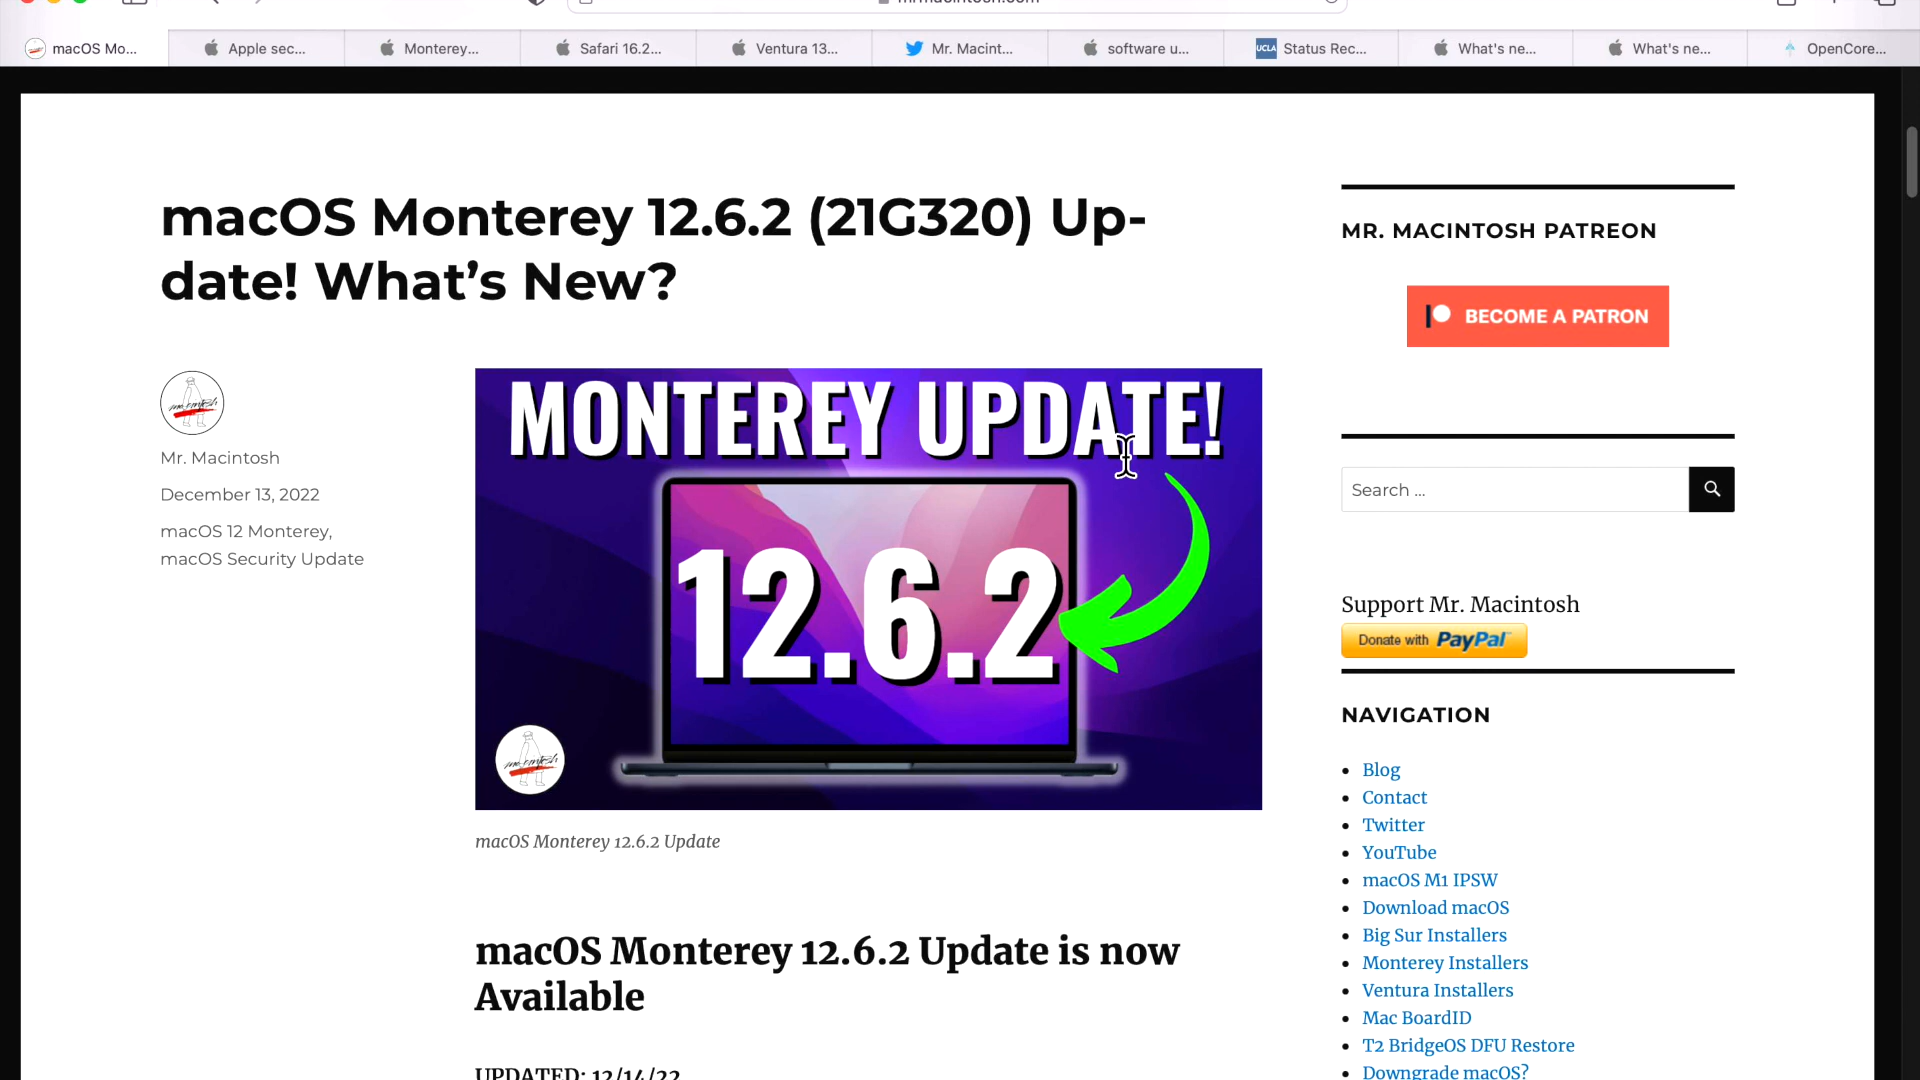 macOS Mo...
Apple sec...
Monterey...
Safari 16.2...
Ventura 13...
Mr. Macint...
software u...
UCLA
Status Rec...
What's ne...
What's ne...
OpenCore...
macOS Monterey 12.6.2 (21G320) Up-
date! What’s New?
Mr. Macintosh
December 13, 2022
macOS 12 Monterey,
macOS Security Update
MONTEREY UPDATE!
12.6.2
macOS Monterey 12.6.2 Update
macOS Monterey 12.6.2 Update is now
Available
UPDATED: 12/14/22
MR. MACINTOSH PATREON
BECOME A PATRON
Search ...
Support Mr. Macintosh
Donate with PayPal
NAVIGATION
Blog
Contact
Twitter
YouTube
macOS M1 IPSW
Download macOS
Big Sur Installers
Monterey Installers
Ventura Installers
Mac BoardID
T2 BridgeOS DFU Restore
Downgrade macOS?